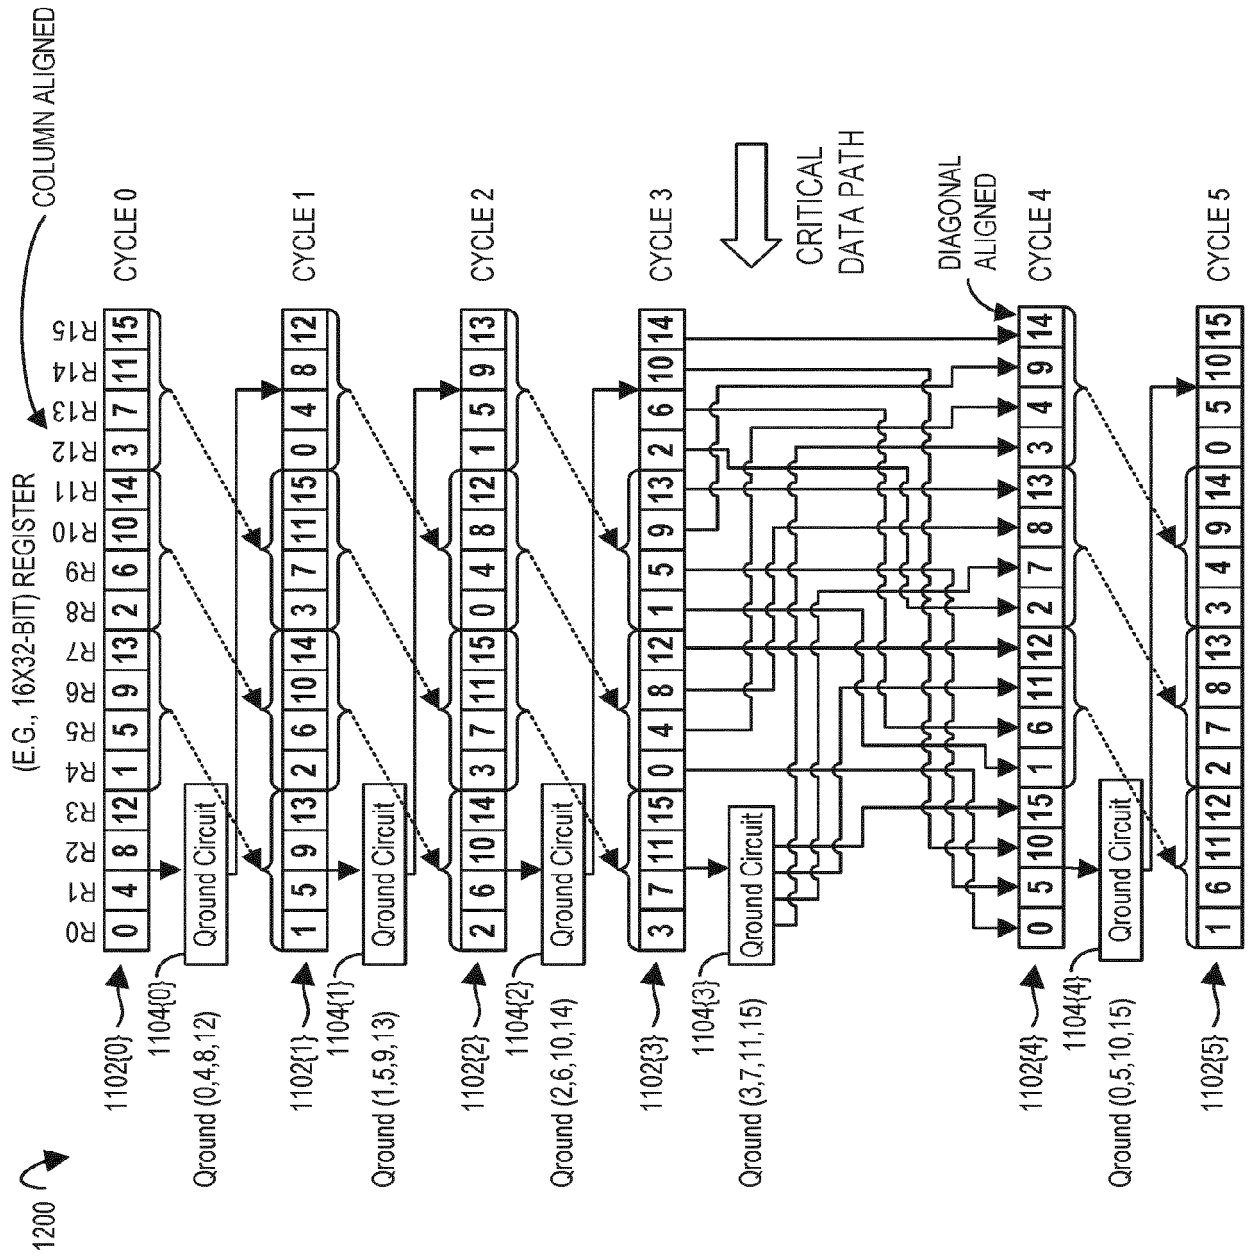 1200
(E.G., 16X32-BIT) REGISTER
COLUMN ALIGNED
R0 R1 R2 R3 R4 R5 R6 R7 R8 R9 R10 R11 R12 R13 R14 R15
1102{0}
0 4 8 12 1 5 9 13 2 6 10 14 3 7 11 15
CYCLE 0
1104{0}
Qround Circuit
Qround (0,4,8,12)
1102{1}
1 5 9 13 2 6 10 14 3 7 11 15 0 4 8 12
CYCLE 1
1104{1}
Qround Circuit
Qround (1,5,9,13)
1102{2}
2 6 10 14 3 7 11 15 0 4 8 12 1 5 9 13
CYCLE 2
1104{2}
Qround Circuit
Qround (2,6,10,14)
1102{3}
3 7 11 15 0 4 8 12 1 5 9 13 2 6 10 14
CYCLE 3
1104{3}
Qround Circuit
Qround (3,7,11,15)
CRITICAL
DATA PATH
DIAGONAL
ALIGNED
1102{4}
0 5 10 15 1 6 11 12 2 7 8 13 3 4 9 14
CYCLE 4
1104{4}
Qround Circuit
Qround (0,5,10,15)
1102{5}
1 6 11 12 2 7 8 13 3 4 9 14 0 5 10 15
CYCLE 5